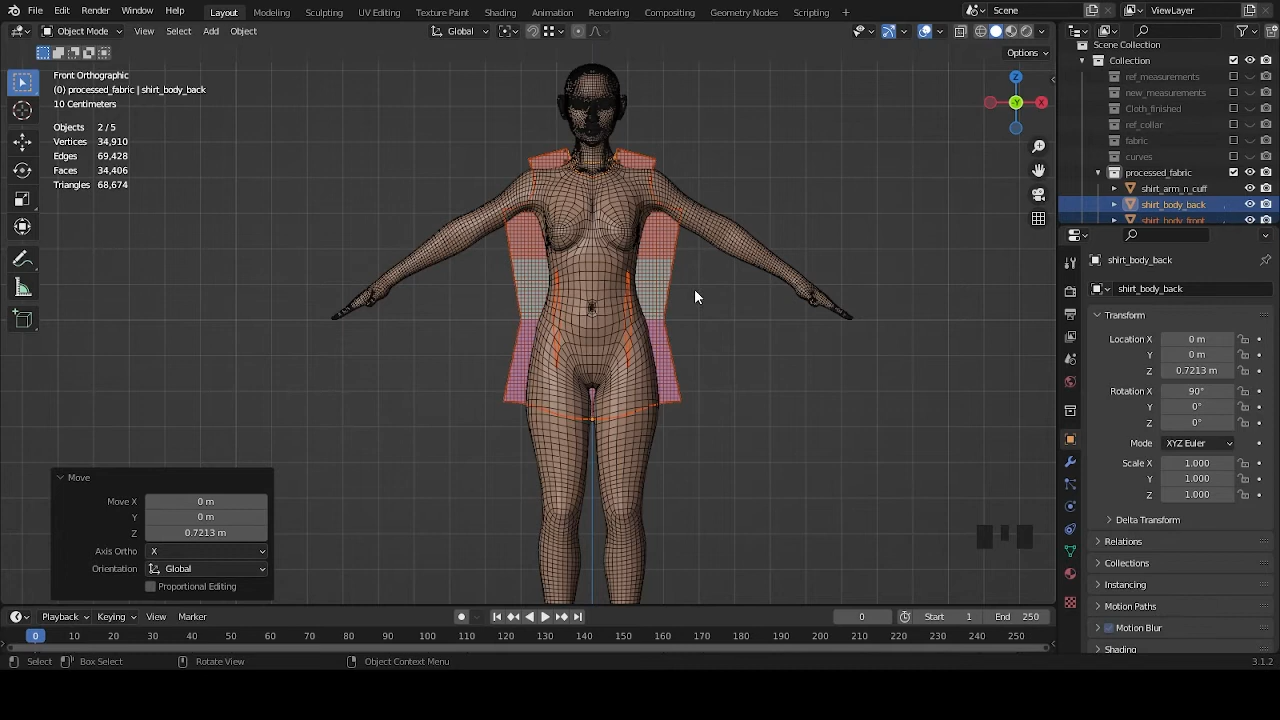 File Edit Render Window Help Layout Modeling Sculpting UV Editing Texture Paint Shading Animation Rendering Compositing Geometry Nodes Scripting + Scene ViewLayer
Object Mode View Select Add Object Global
Options
Front Orthographic
(0) processed_fabric | shirt_body_back
10 Centimeters
Objects 2 / 5
Vertices 34,910
Edges 69,428
Faces 34,406
Triangles 68,674
Z
X
-Y
Scene Collection
Collection
ref_measurements
new_measurements
Cloth_finished
ref_collar
fabric
curves
processed_fabric
shirt_arm_n_cuff
shirt_body_back
shirt_body_front
shirt_body_back
shirt_body_back
Transform
Location X 0 m
Y 0 m
Z 0.7213 m
Rotation X 90°
Y 0°
Z 0°
Mode XYZ Euler
Scale X 1.000
Y 1.000
Z 1.000
Delta Transform
Relations
Collections
Instancing
Motion Paths
Motion Blur
Shading
Move
Move X 0 m
Y 0 m
Z 0.7213 m
Axis Ortho X
Orientation Global
Proportional Editing
Playback Keying View Marker 0 Start 1 End 250
0 10 20 30 40 50 60 70 80 90 100 110 120 130 140 150 160 170 180 190 200 210 220 230 240 250
Select Box Select Rotate View Object Context Menu 3.1.2